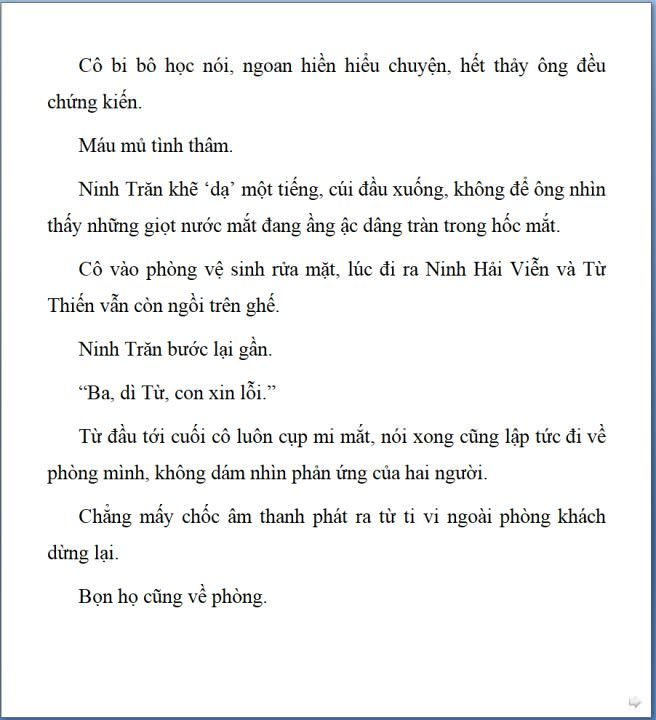 Cô bi bô học nói, ngoan hiền hiểu chuyện, hết thảy ông đều
chứng kiến.
Máu mủ tình thâm.
Ninh Trăn khẽ ‘dạ’ một tiếng, cúi đầu xuống, không để ông nhìn
thấy những giọt nước mắt đang ầng ậc dâng tràn trong hốc mắt.
Cô vào phòng vệ sinh rửa mặt, lúc đi ra Ninh Hải Viễn và Từ
Thiến vẫn còn ngồi trên ghế.
Ninh Trăn bước lại gần.
“Ba, dì Từ, con xin lỗi.”
Từ đầu tới cuối cô luôn cụp mi mắt, nói xong cũng lập tức đi về
phòng mình, không dám nhìn phản ứng của hai người.
Chẳng mấy chốc âm thanh phát ra từ ti vi ngoài phòng khách
dừng lại.
Bọn họ cũng về phòng.